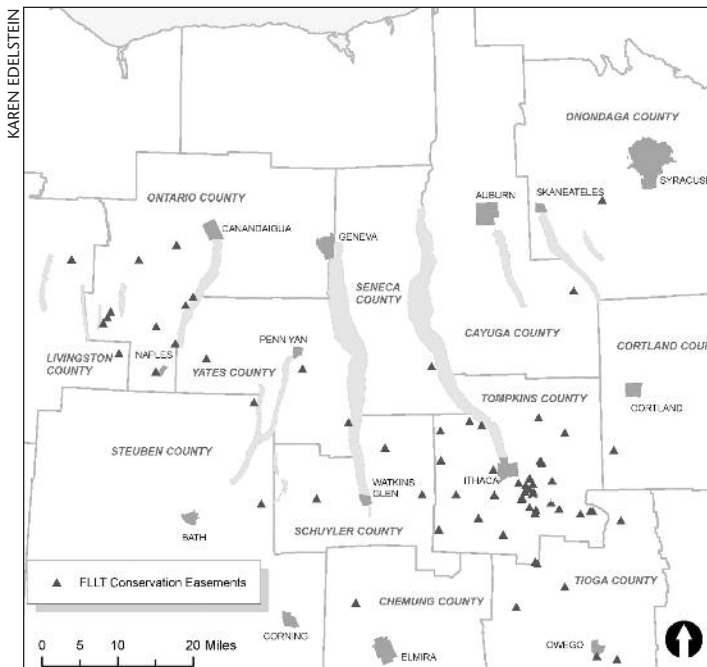 KAREN EDELSTEIN
ONONDAGA COUNTY
SYRACUSE
AUBURN
SKANEATELES
ONTARIO COUNTY
CANANDAIGUA
GENEVA
SENECA
COUNTY
CAYUGA COUNTY
PENN YAN
NAPLES
LIVINGSTON
COUNTY
YATES COUNTY
CORTLAND COU
TOMPKINS COUNTY
CORTLAND
STEUBEN COUNTY
ITHACA
WATKINS
GLEN
BATH
SCHUYLER COUNTY
FLLT Conservation Easements
CHEMUNG COUNTY
TIOGA COUNTY
CORNING
ELMIRA
OWEGO
0 5 10 20 Miles